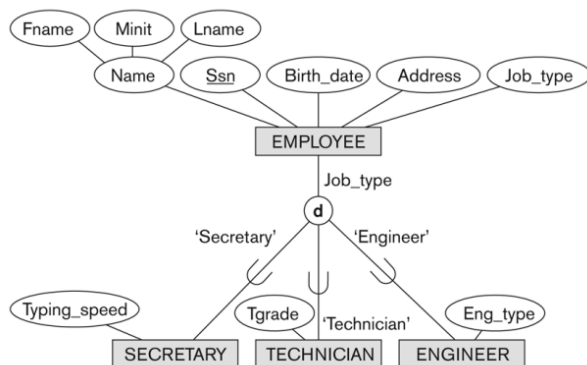 Fname Minit Lname
Name Ssn Birth_date Address Job_type
EMPLOYEE
Job_type
d
‘Secretary’ ‘Engineer’
Typing_speed Tgrade ‘Technician’ Eng_type
SECRETARY TECHNICIAN ENGINEER